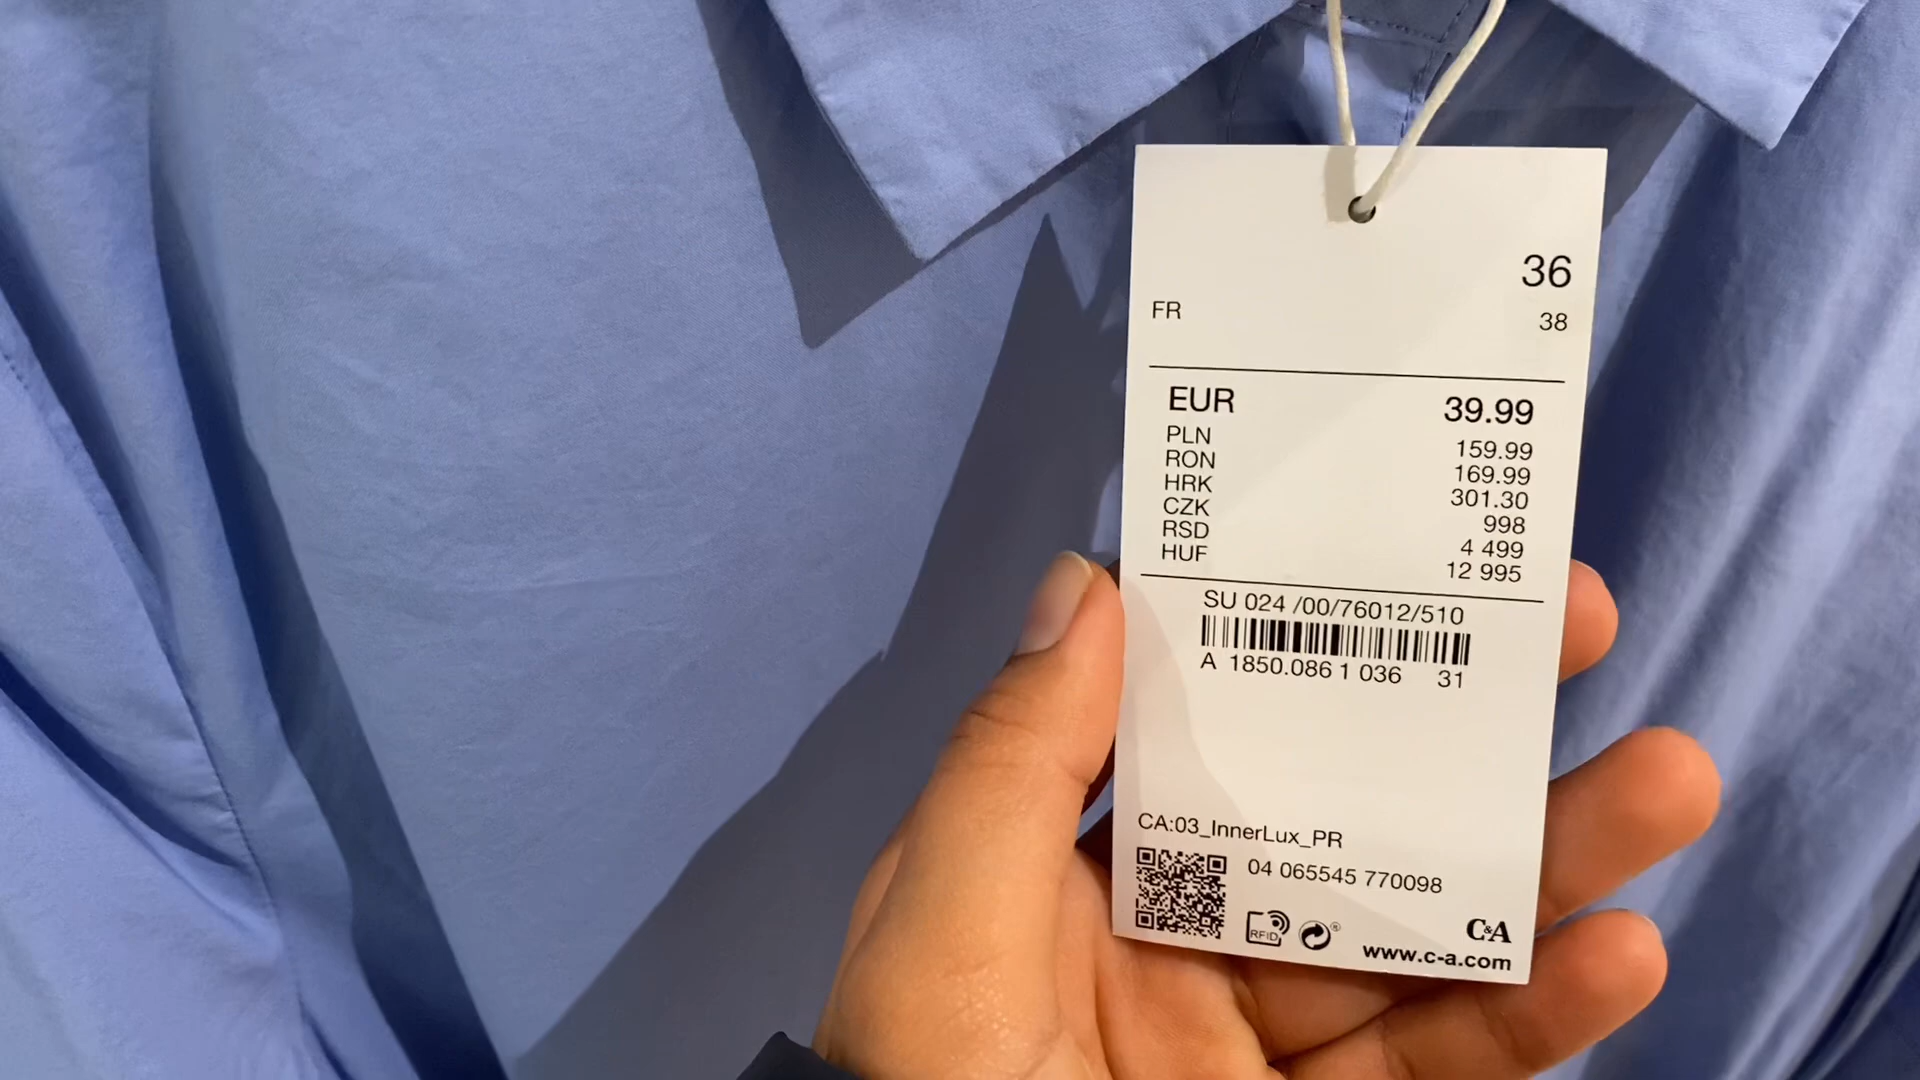 36
FR 38
EUR 39.99
PLN 159.99
RON 169.99
HRK 301.30
CZK 998
RSD 4 499
HUF 12 995
SU 024 /00/76012/510
A 1850.086 1 036 31
CA:03_InnerLux_PR
04 065545 770098
RFID
C&A
www.c-a.com